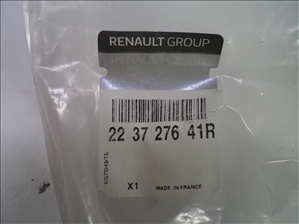 RENAULT GROUP
22 37 276 41R
X1
MADE IN FRANCE